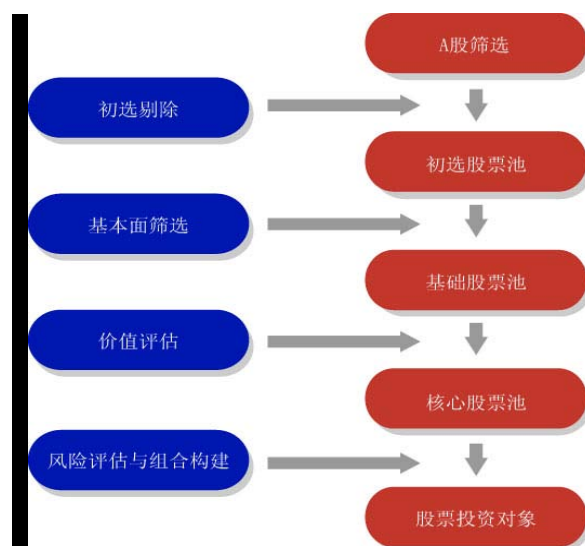 A股筛选
初选剔除
初选股票池
基本面筛选
基础股票池
价值评估
核心股票池
风险评估与组合构建
股票投资对象